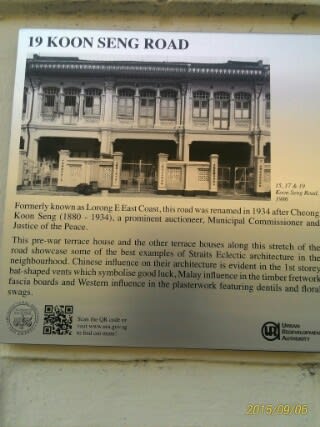 19 KOON SENG ROAD
15, 17 & 19
Koon Seng Road,
1986
Formerly known as Lorong E East Coast, this road was renamed in 1934 after Cheong
Koon Seng (1880 - 1934), a prominent auctioneer, Municipal Commissioner and
Justice of the Peace.
This pre-war terrace house and the other terrace houses along this stretch of the
road showcase some of the best examples of Straits Eclectic architecture in the
neighbourhood. Chinese influence on their architecture is evident in the 1st storey
bat-shaped vents which symbolise good luck, Malay influence in the timber fretwork
fascia boards and Western influence in the plasterwork featuring dentils and floral
swags.
Scan the QR code or
visit www.ura.gov.sg
to find out more!
URA
URBAN
REDEVELOPMENT
AUTHORITY
2015/09/05